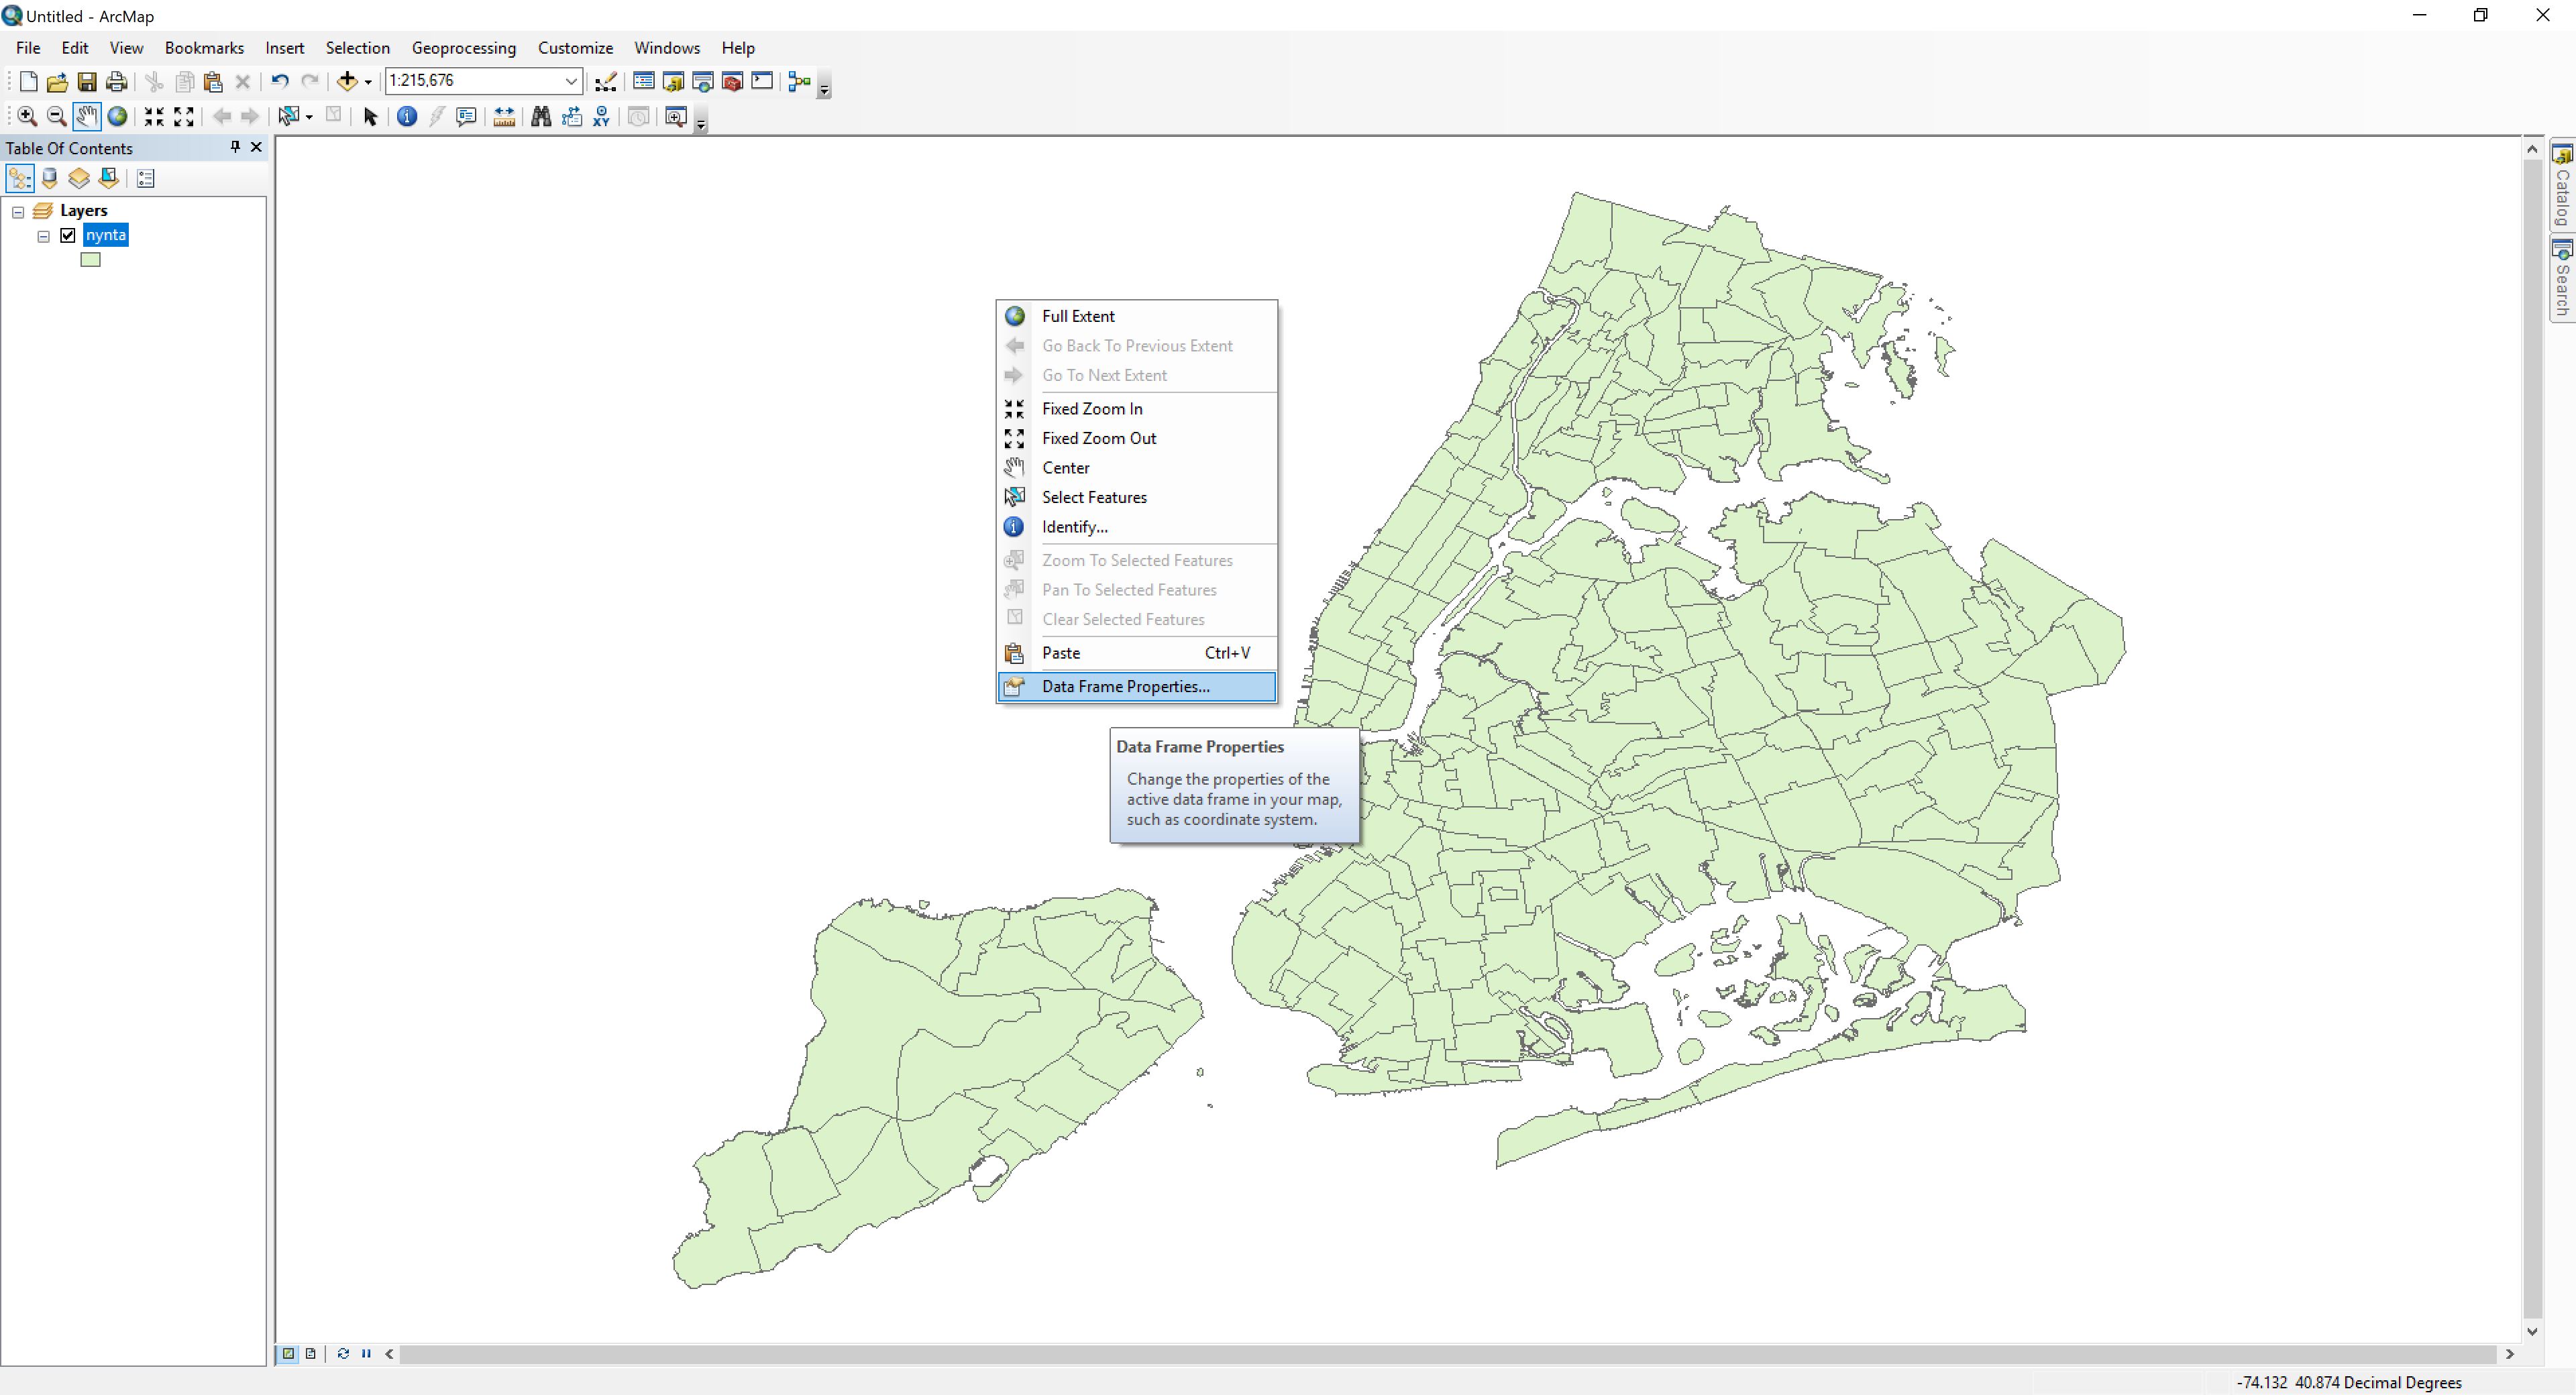 Untitled - ArcMap
File Edit View Bookmarks Insert Selection Geoprocessing Customize Windows Help
1:215,676
XY
Table Of Contents
Layers
nynta
Full Extent
Go Back To Previous Extent
Go To Next Extent
Fixed Zoom In
Fixed Zoom Out
Center
Select Features
Identify...
Zoom To Selected Features
Pan To Selected Features
Clear Selected Features
Paste Ctrl+V
Data Frame Properties...
Data Frame Properties
Change the properties of the
active data frame in your map,
such as coordinate system.
Catalog
Search
-74.132 40.874 Decimal Degrees